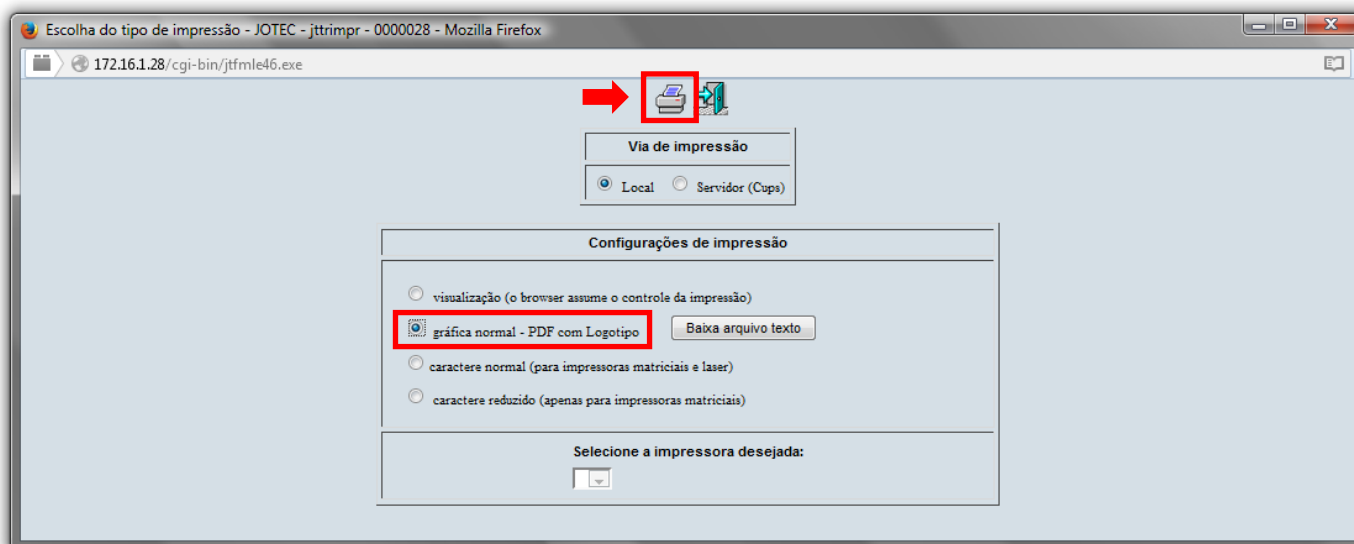 Escolha do tipo de impressão - JOTEC - jttrimpr - 0000028 - Mozilla Firefox
172.16.1.28/cgi-bin/jtfmle46.exe
Via de impressão
Local Servidor (Cups)
Configurações de impressão
visualização (o browser assume o controle da impressão)
gráfica normal - PDF com Logotipo Baixa arquivo texto
caractere normal (para impressoras matriciais e laser)
caractere reduzido (apenas para impressoras matriciais)
Selecione a impressora desejada: